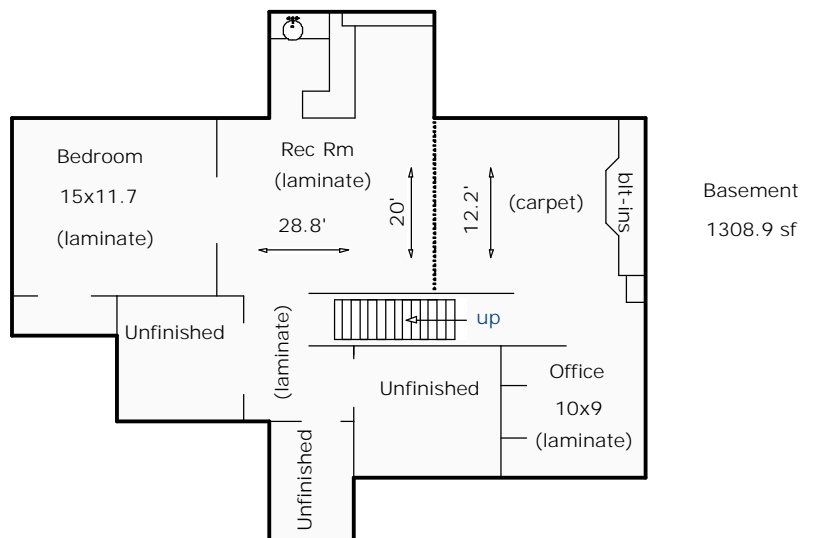 Bedroom
15x11.7
(laminate)
Rec Rm
(laminate)
28.8'
20'
12.2'
(carpet)
blt-ins
Basement
1308.9 sf
Unfinished
(laminate)
up
Unfinished
Office
10x9
(laminate)
Unfinished